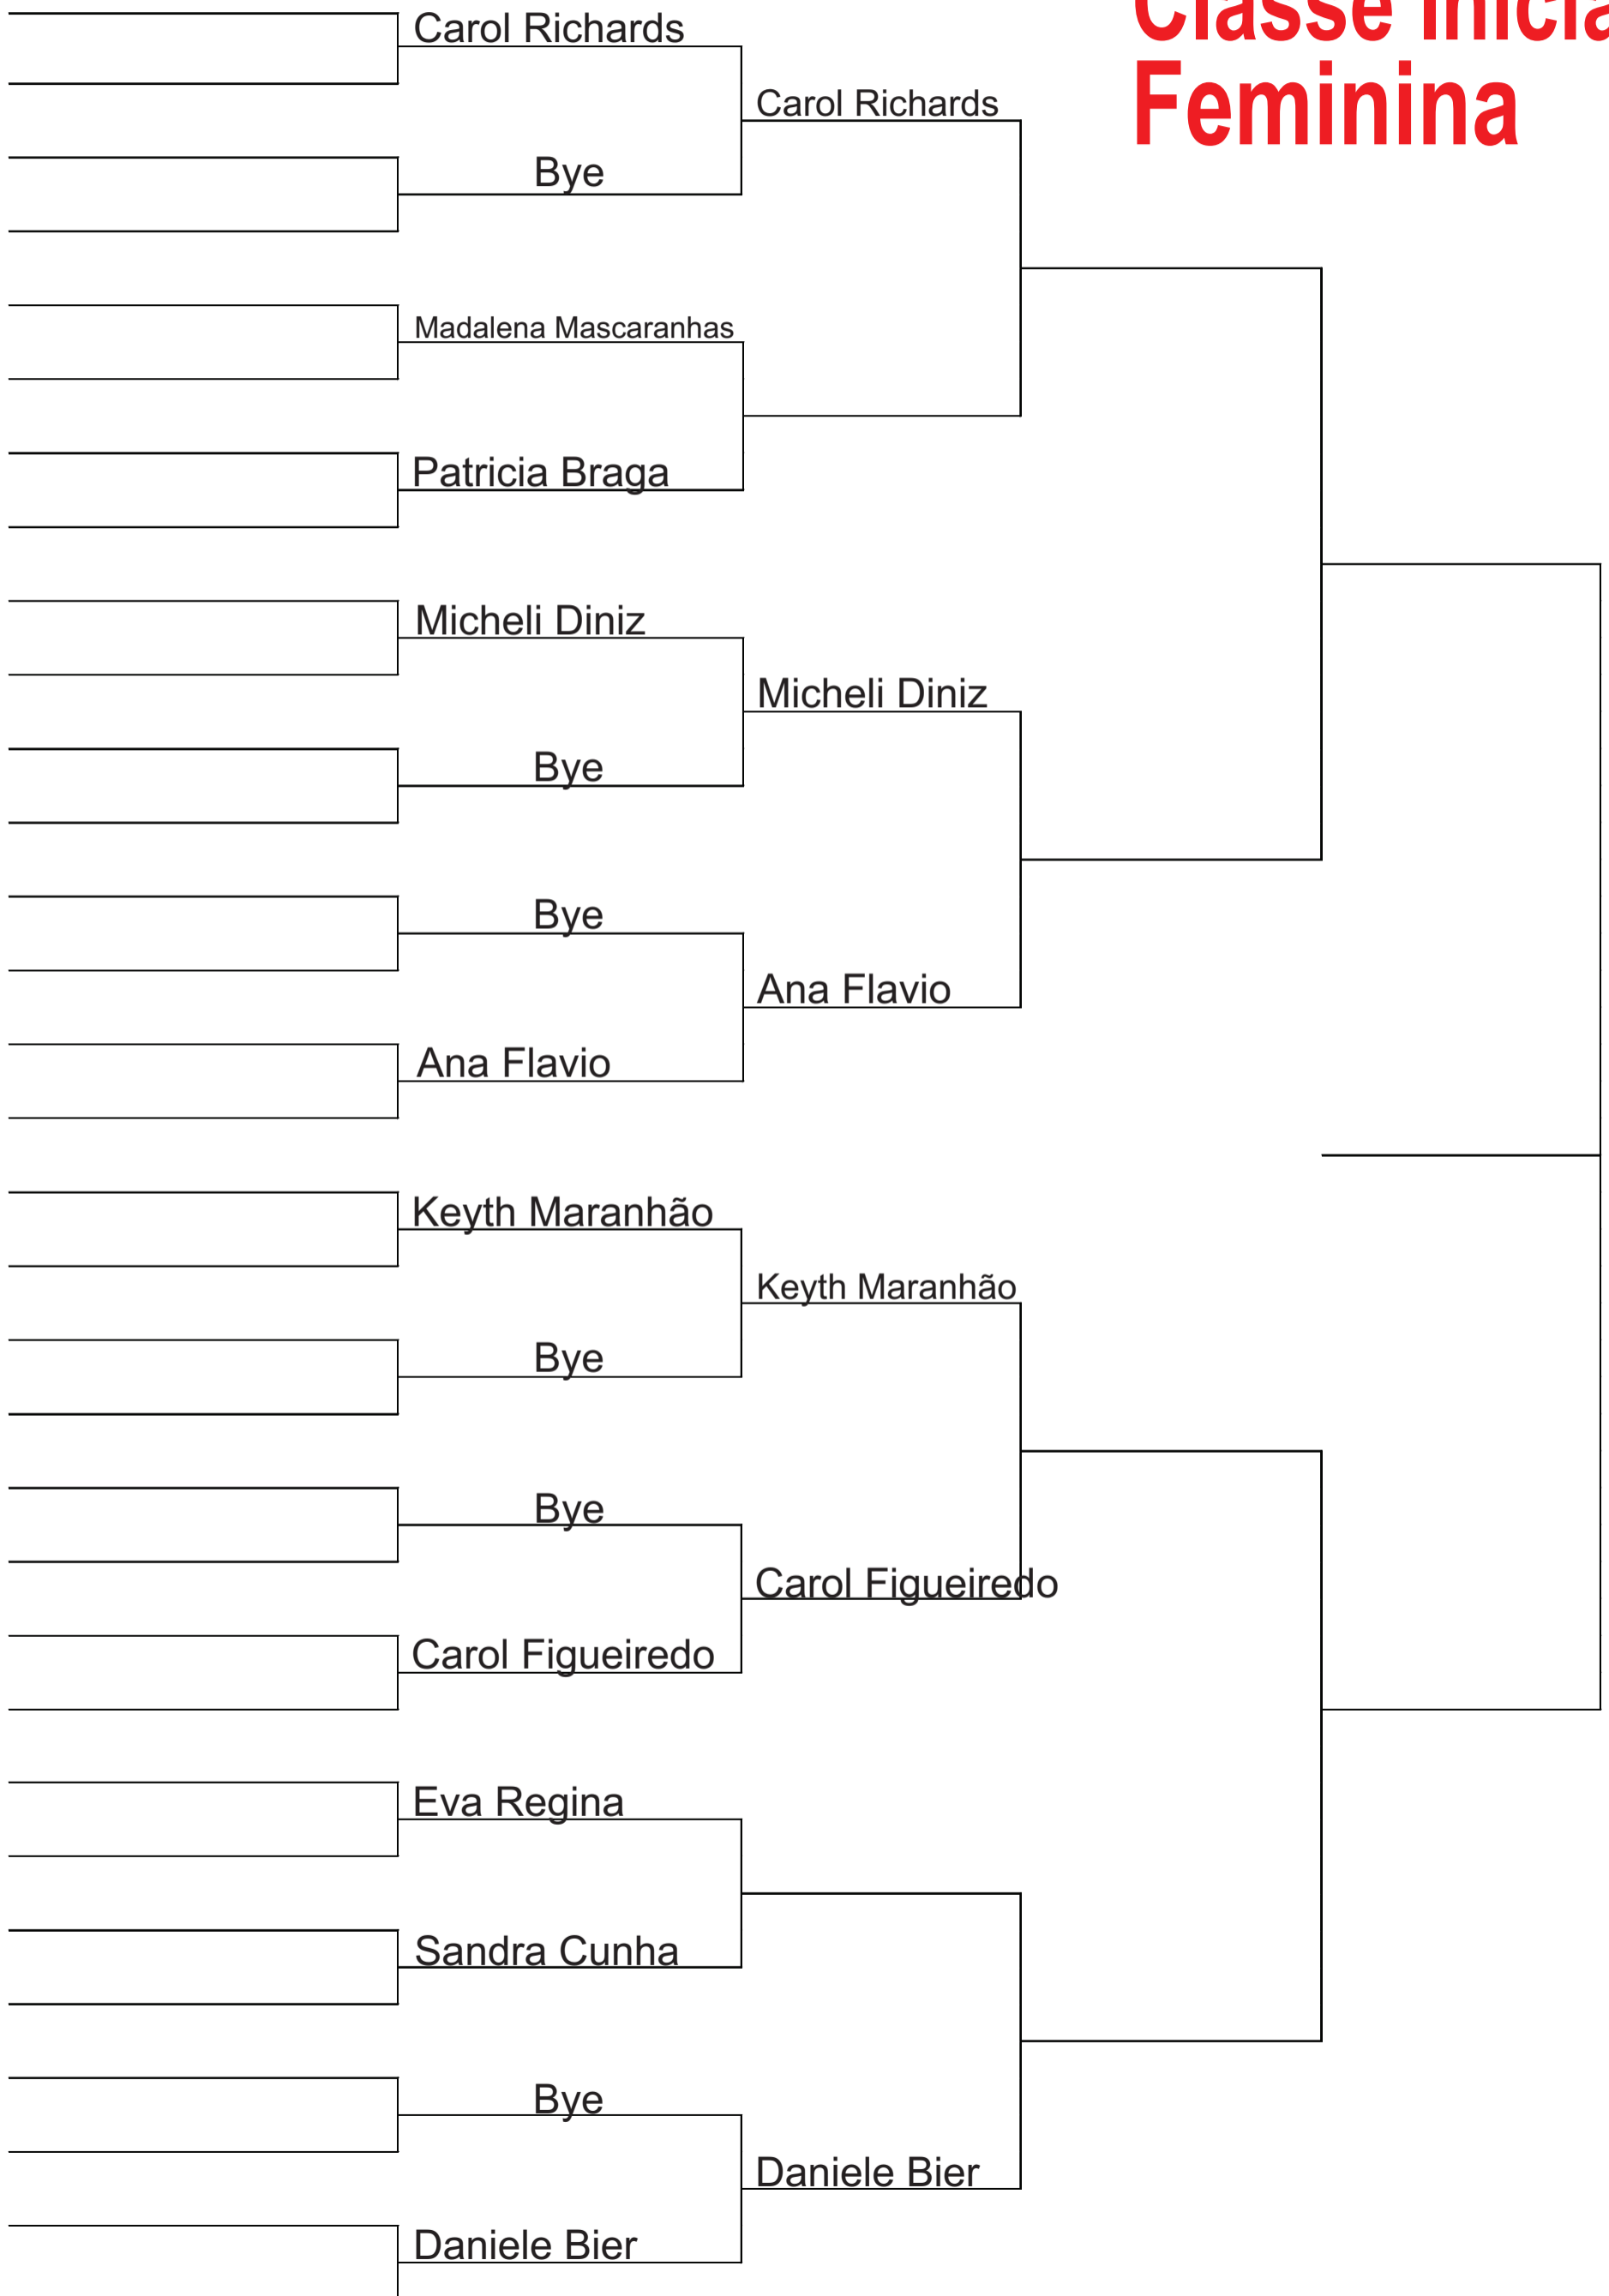 Carol Richards
Classe Inicia
Feminina
Carol Richards
Bye
Madalena Mascaranhas
Patricia Braga
Micheli Diniz
Micheli Diniz
Bye
Bye
Ana Flavio
Ana Flavio
Keyth Maranhão
Keyth Maranhão
Bye
Bye
Carol Figueiredo
Carol Figueiredo
Eva Regina
Sandra Cunha
Bye
Daniele Bier
Daniele Bier